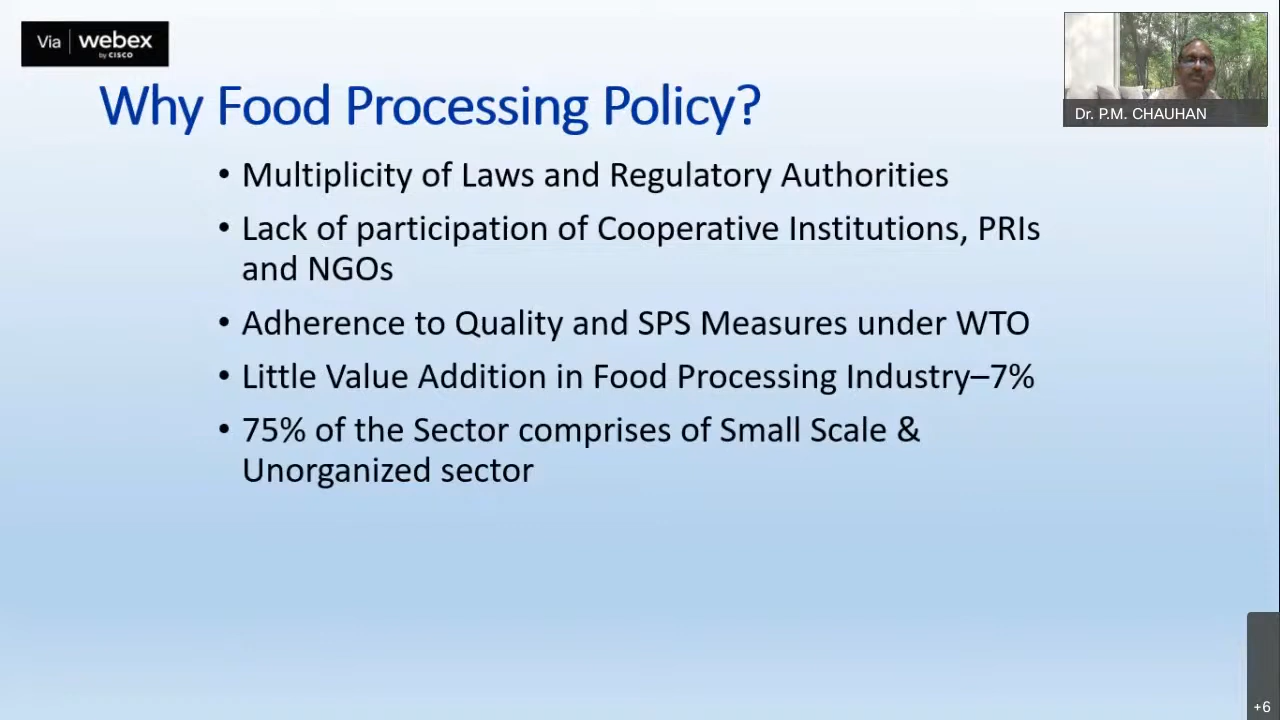 Via webex
by CISCO
Dr. P.M. CHAUHAN
Why Food Processing Policy?
• Multiplicity of Laws and Regulatory Authorities
• Lack of participation of Cooperative Institutions, PRIs
and NGOs
• Adherence to Quality and SPS Measures under WTO
• Little Value Addition in Food Processing Industry–7%
• 75% of the Sector comprises of Small Scale &
Unorganized sector
+6